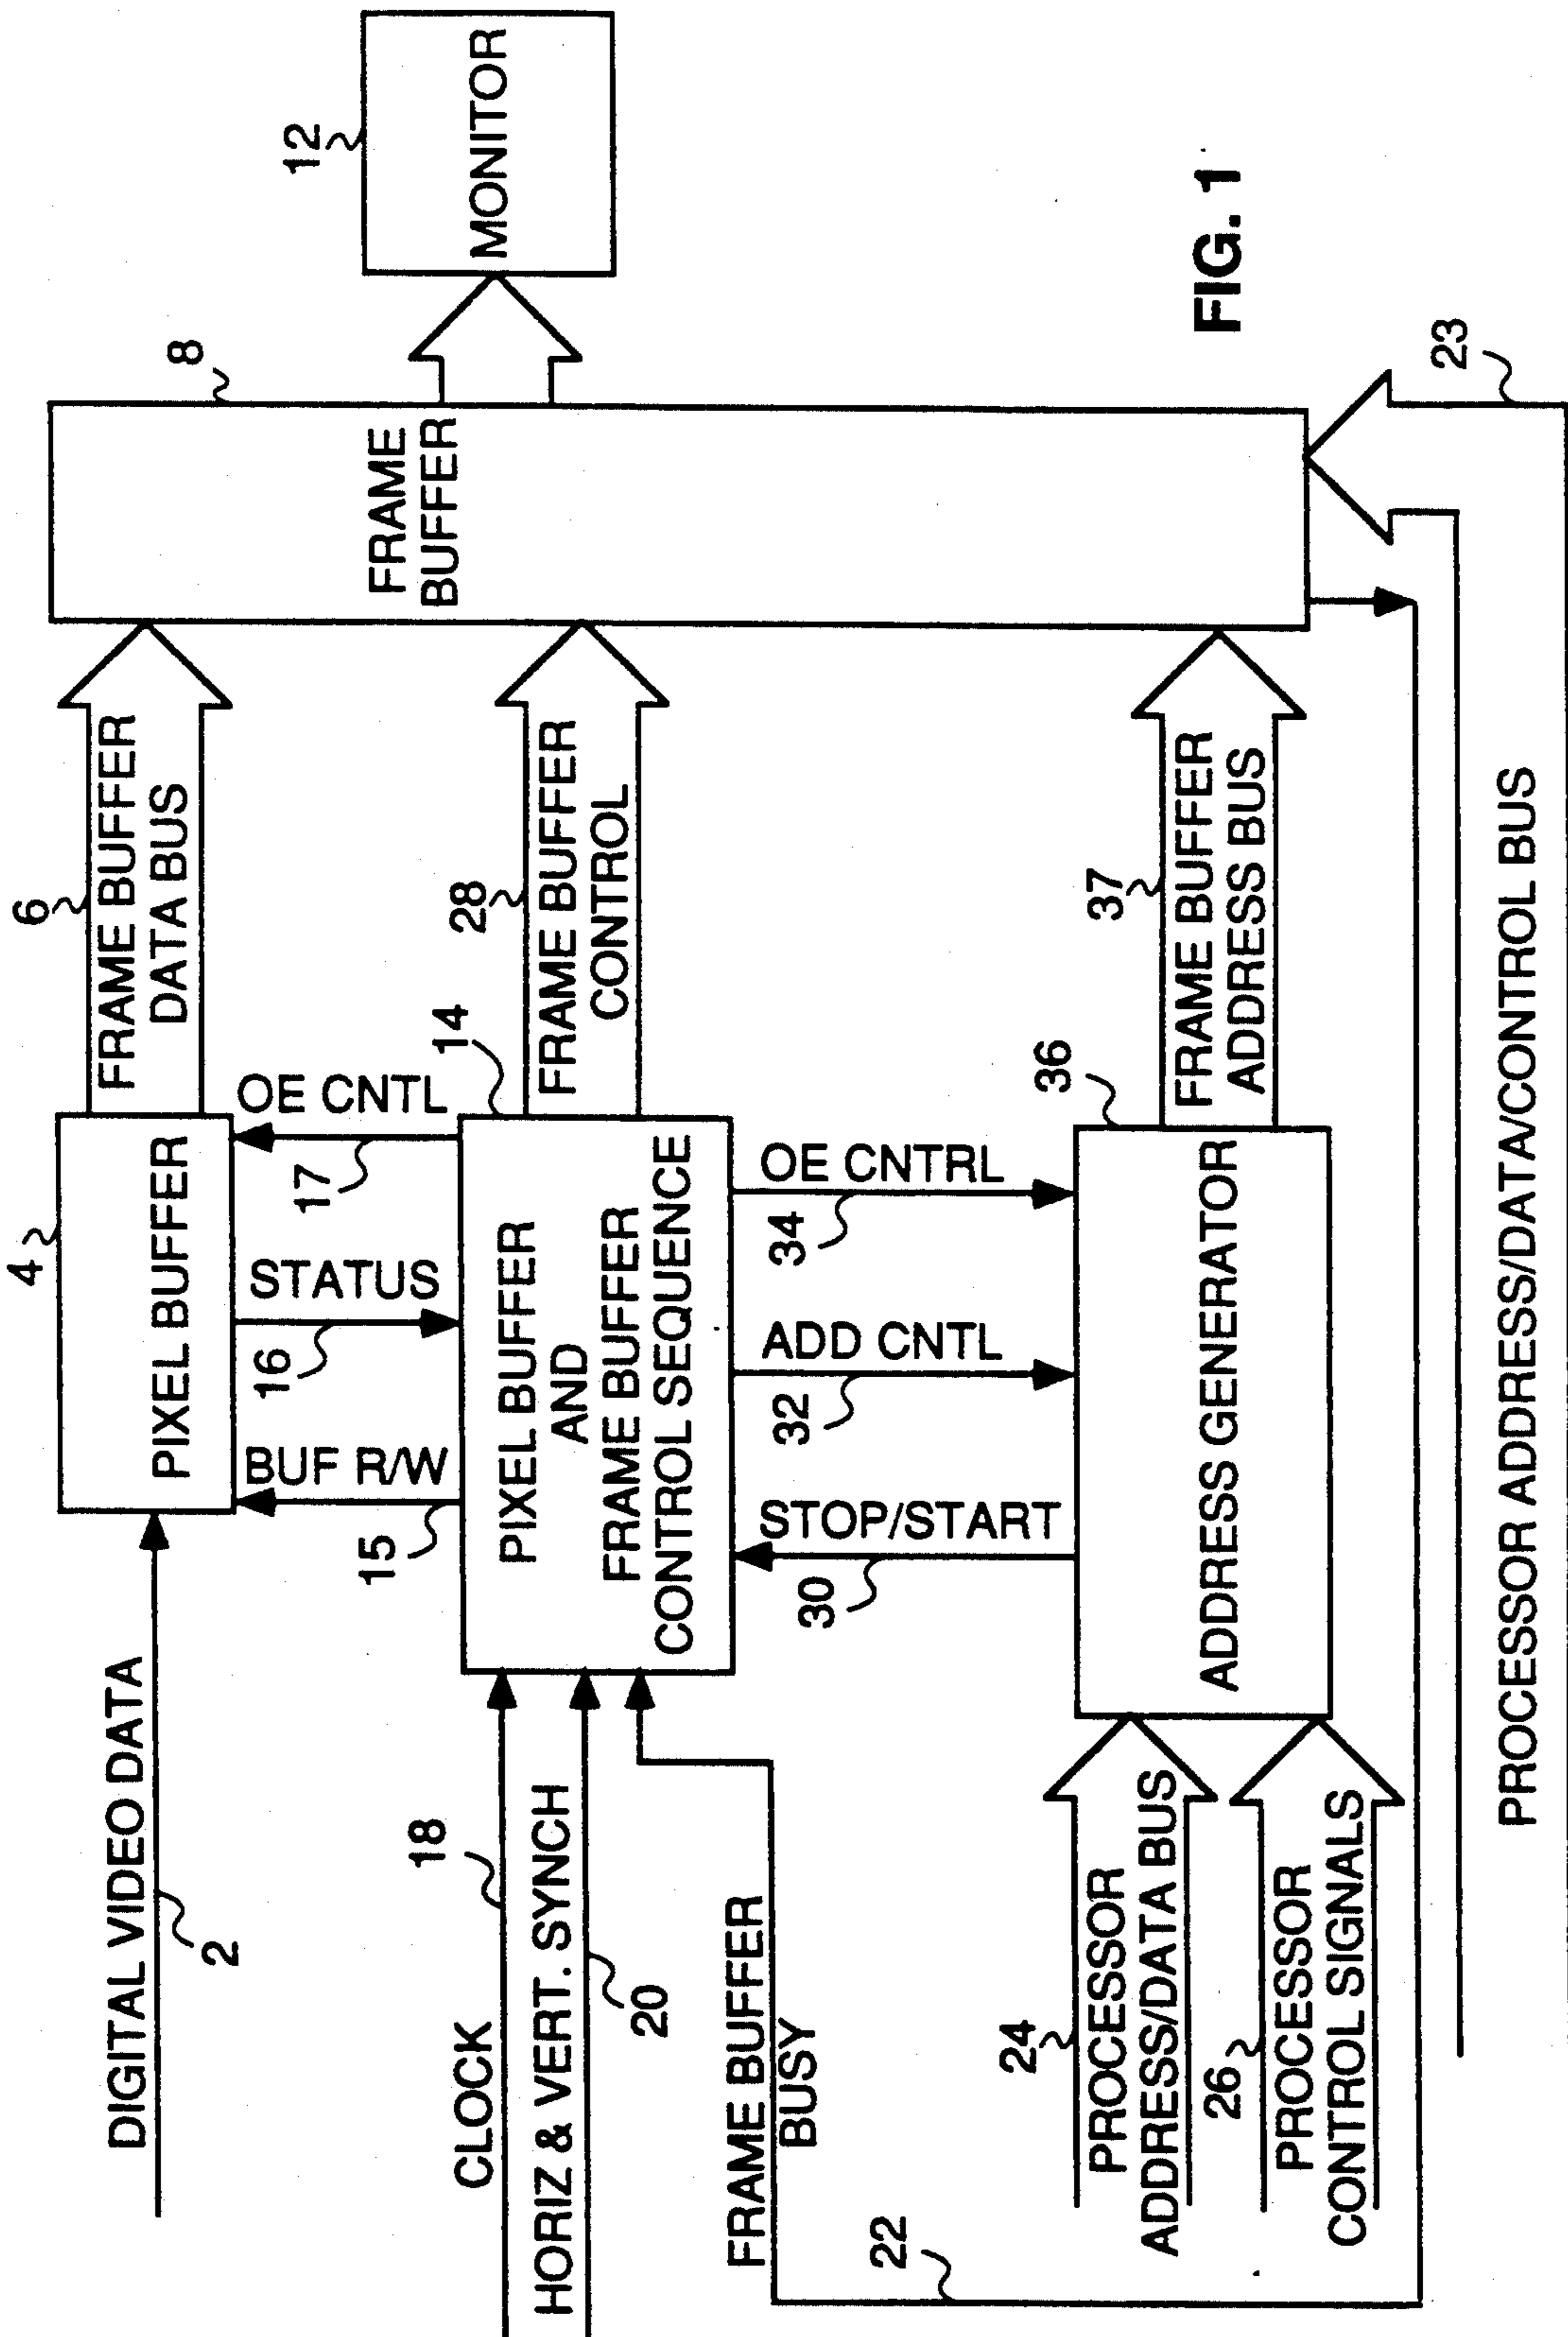 4
PIXEL BUFFER
6
FRAME BUFFER
DATA BUS
8
FRAME
BUFFER
12
MONITOR
DIGITAL VIDEO DATA
2
BUF R/W
15
STATUS
16
OE CNTL
17
14
PIXEL BUFFER
AND
FRAME BUFFER
CONTROL SEQUENCE
28
FRAME BUFFER
CONTROL
CLOCK
18
HORIZ & VERT. SYNCH
20
FRAME BUFFER
BUSY
22
STOP/START
30
ADD CNTL
32
OE CNTRL
34
36
ADDRESS GENERATOR
37
FRAME BUFFER
ADDRESS BUS
24
PROCESSOR
ADDRESS/DATA BUS
26
PROCESSOR
CONTROL SIGNALS
PROCESSOR ADDRESS/DATA/CONTROL BUS
23
FIG. 1